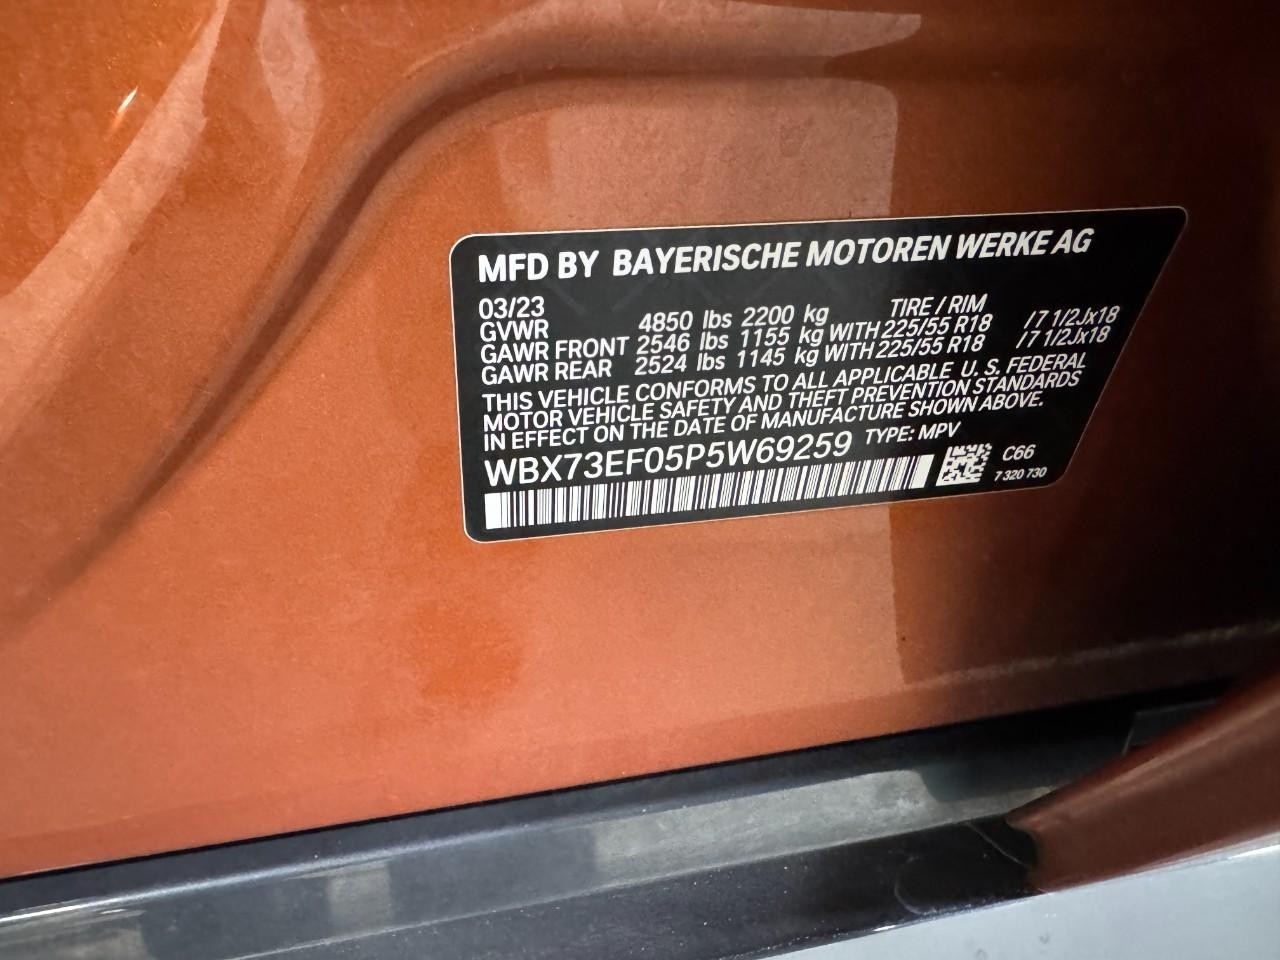 MFD BY BAYERISCHE MOTOREN WERKE AG
03/23 TIRE / RIM
GVWR 4850 lbs 2200 kg
GAWR FRONT 2546 lbs 1155 kg WITH 225/55 R18 /7 1/2Jx18
GAWR REAR 2524 lbs 1145 kg WITH 225/55 R18 /7 1/2Jx18
THIS VEHICLE CONFORMS TO ALL APPLICABLE U. S. FEDERAL
MOTOR VEHICLE SAFETY AND THEFT PREVENTION STANDARDS
IN EFFECT ON THE DATE OF MANUFACTURE SHOWN ABOVE.
WBX73EF05P5W69259 TYPE: MPV
C66
7 320 730